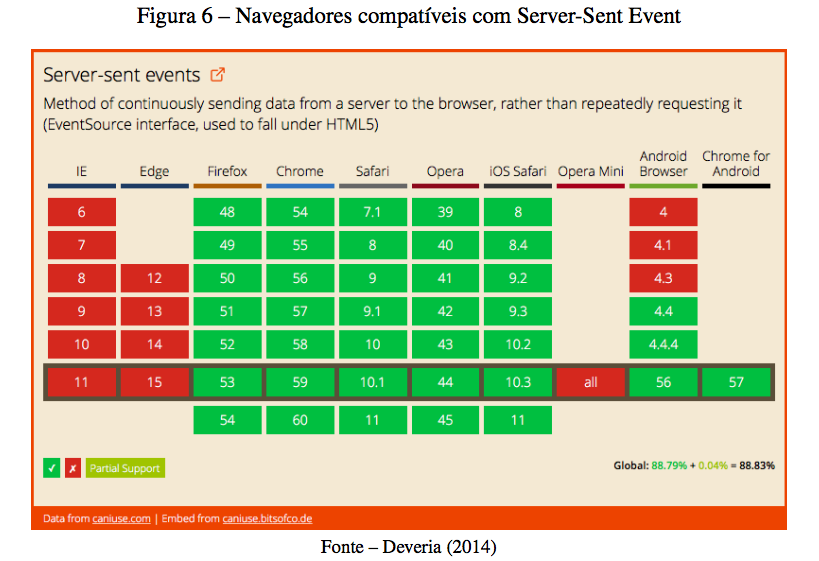 Figura 6 – Navegadores compatíveis com Server-Sent Event
Server-sent events
Method of continuously sending data from a server to the browser, rather than repeatedly requesting it
(EventSource interface, used to fall under HTML5)
IE Edge Firefox Chrome Safari Opera iOS Safari Opera Mini Android Browser Chrome for Android
6 48 54 7.1 39 8 4
7 49 55 8 40 8.4 4.1
8 12 50 56 9 41 9.2 4.3
9 13 51 57 9.1 42 9.3 4.4
10 14 52 58 10 43 10.2 4.4.4
11 15 53 59 10.1 44 10.3 all 56 57
54 60 11 45 11
✓ ✗ Partial Support Global: 88.79% + 0.04% = 88.83%
Data from caniuse.com | Embed from caniuse.bitsofco.de
Fonte – Deveria (2014)